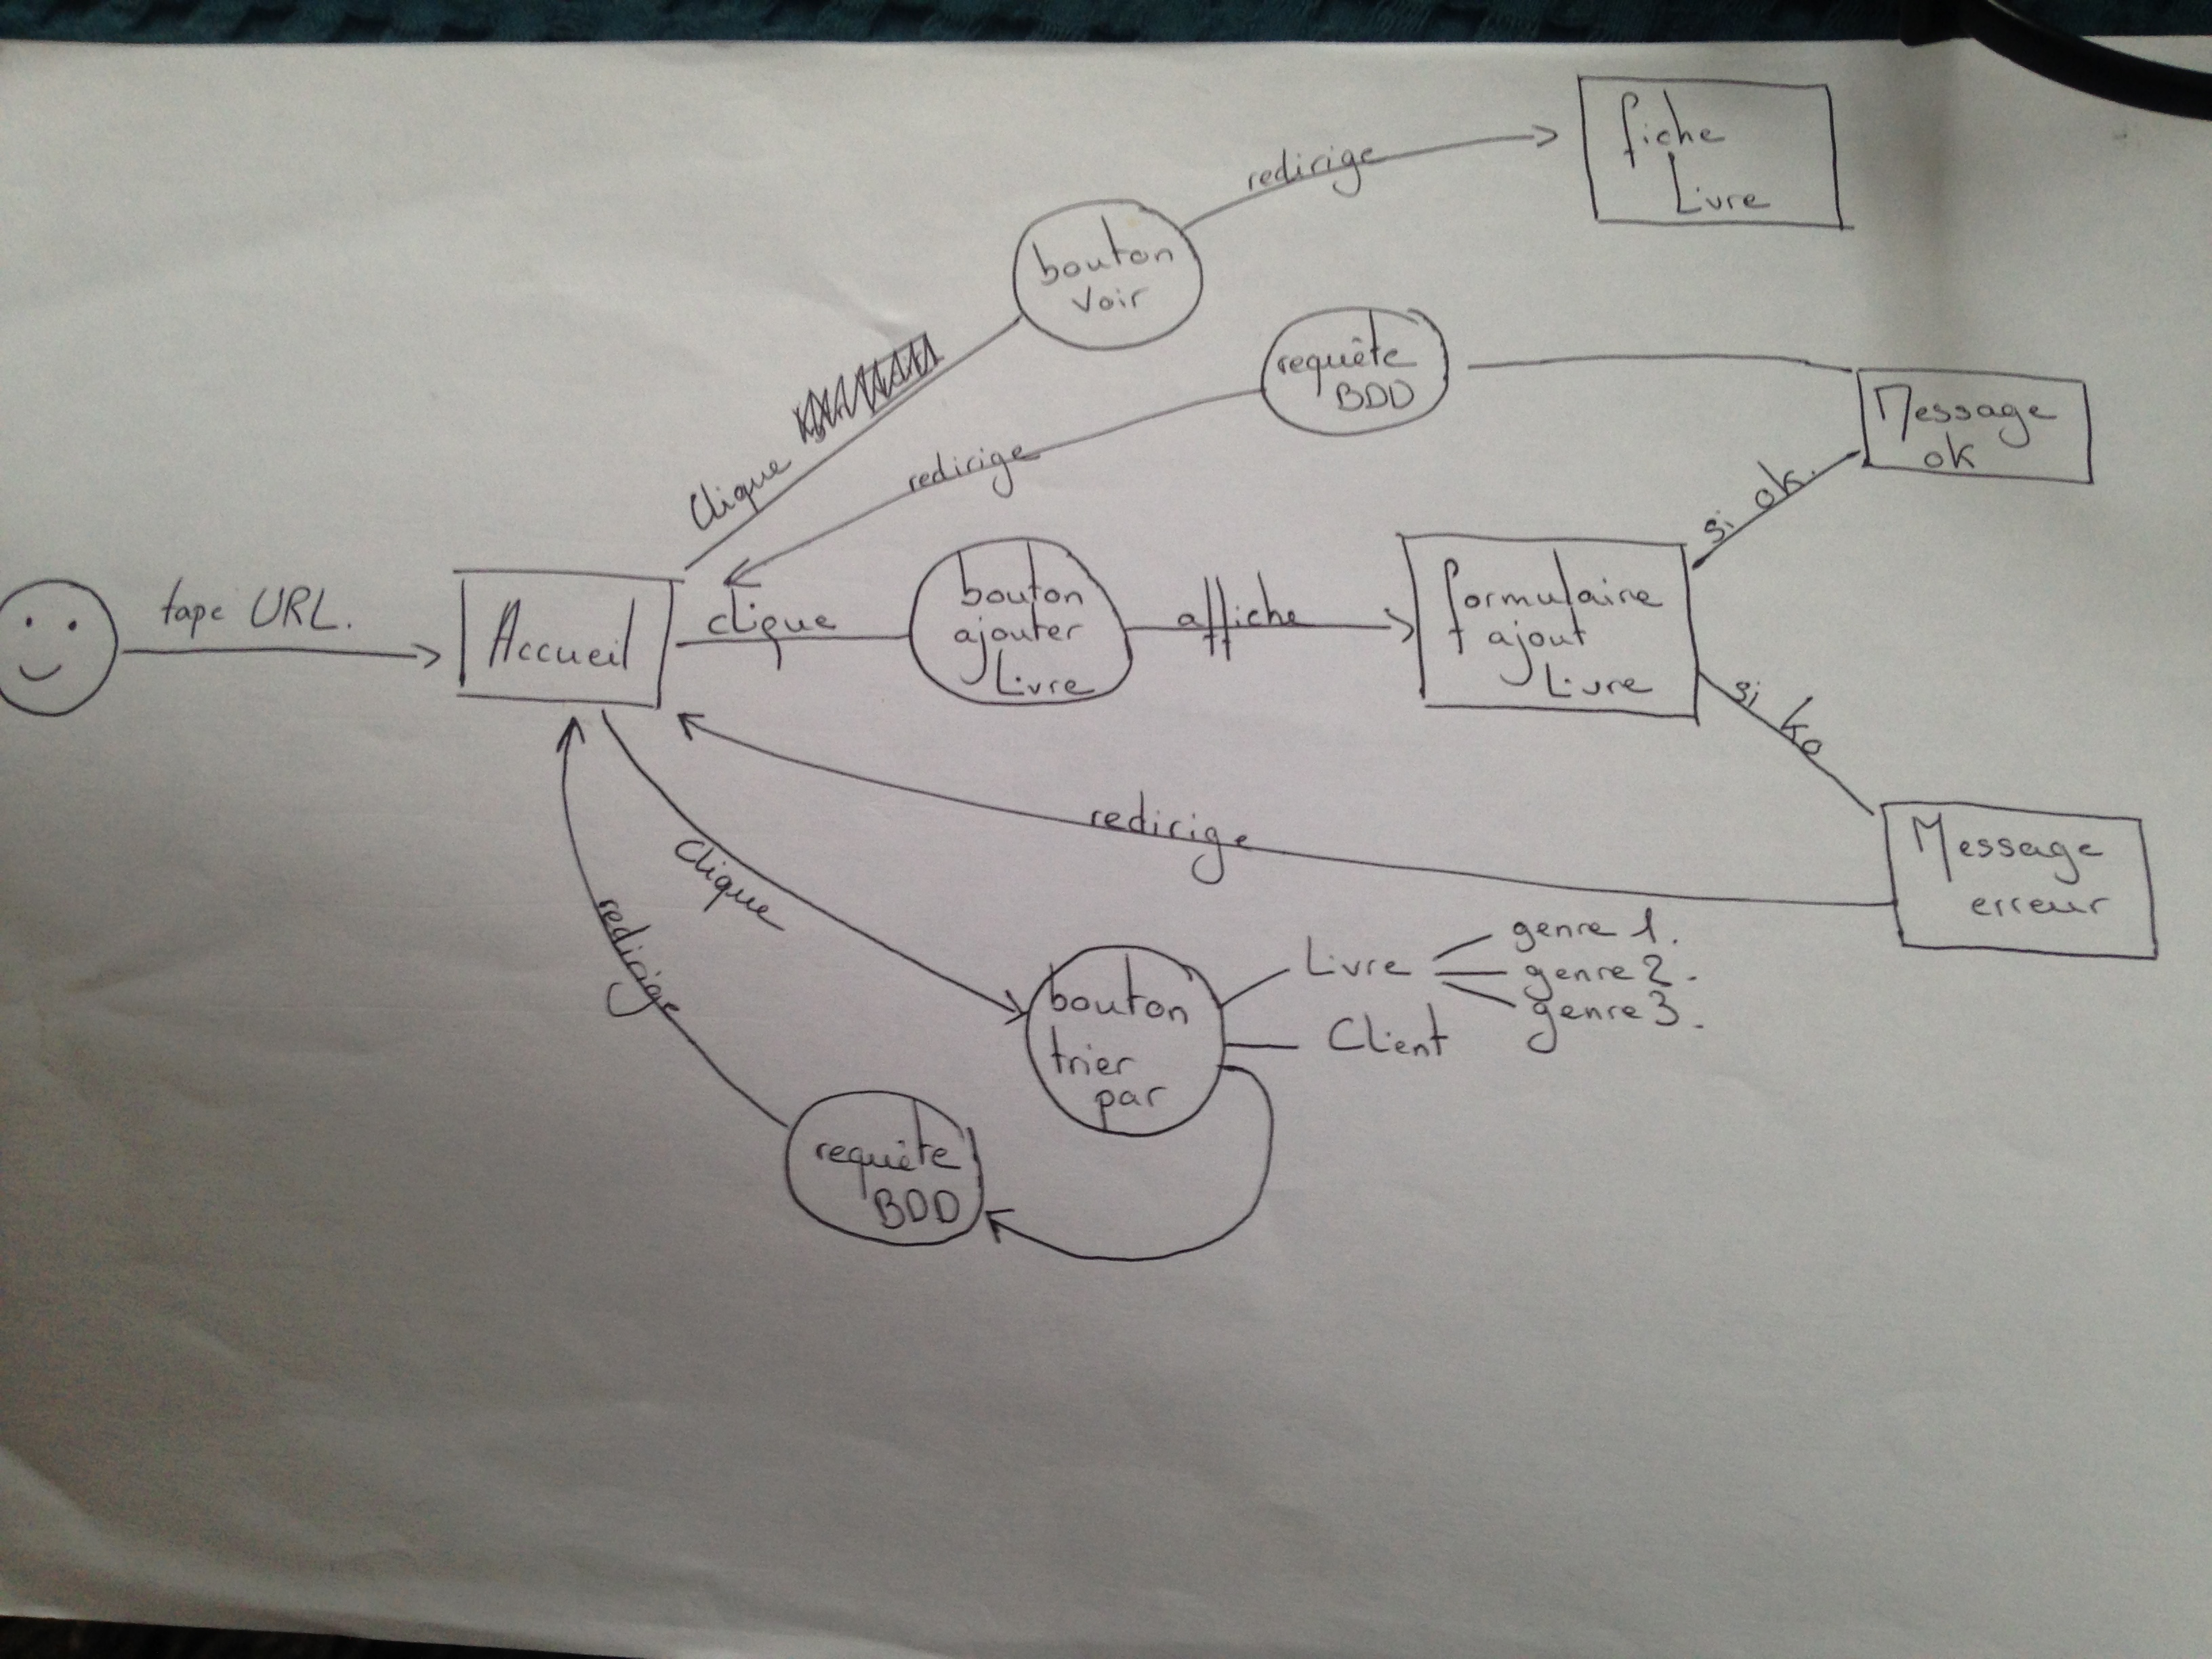 fiche
Livre
redirige
bouton
voir
requête
BDD
Message
ok
Clique
redirige
si ok.
tape URL.
Accueil
clique
bouton
ajouter
Livre
affiche
formulaire
ajout
Livre
si ko
redirige
Message
erreur
Clique
redirige
bouton
trier
par
Livre
genre 1.
genre 2.
genre 3.
Client
requête
BDD